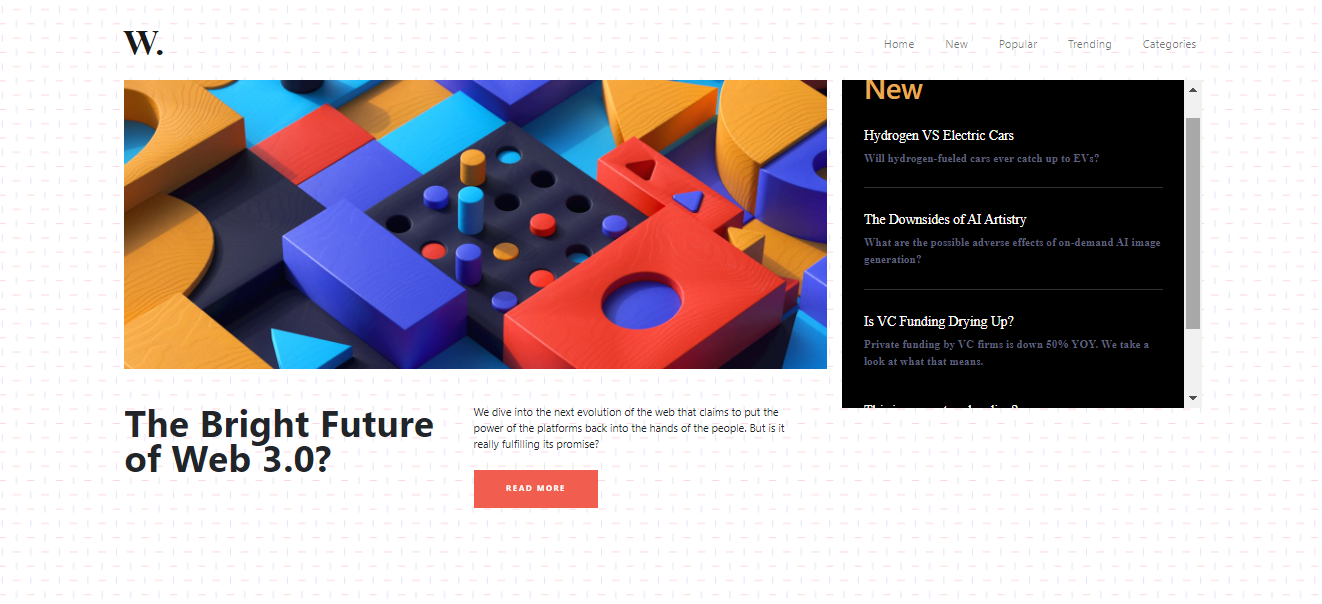 W.
Home New Popular Trending Categories
New
Hydrogen VS Electric Cars
Will hydrogen-fueled cars ever catch up to EVs?
The Downsides of AI Artistry
What are the possible adverse effects of on-demand AI image
generation?
Is VC Funding Drying Up?
Private funding by VC firms is down 50% YOY. We take a
look at what that means.
The Bright Future
of Web 3.0?
We dive into the next evolution of the web that claims to put the
power of the platforms back into the hands of the people. But is it
really fulfilling its promise?
READ MORE